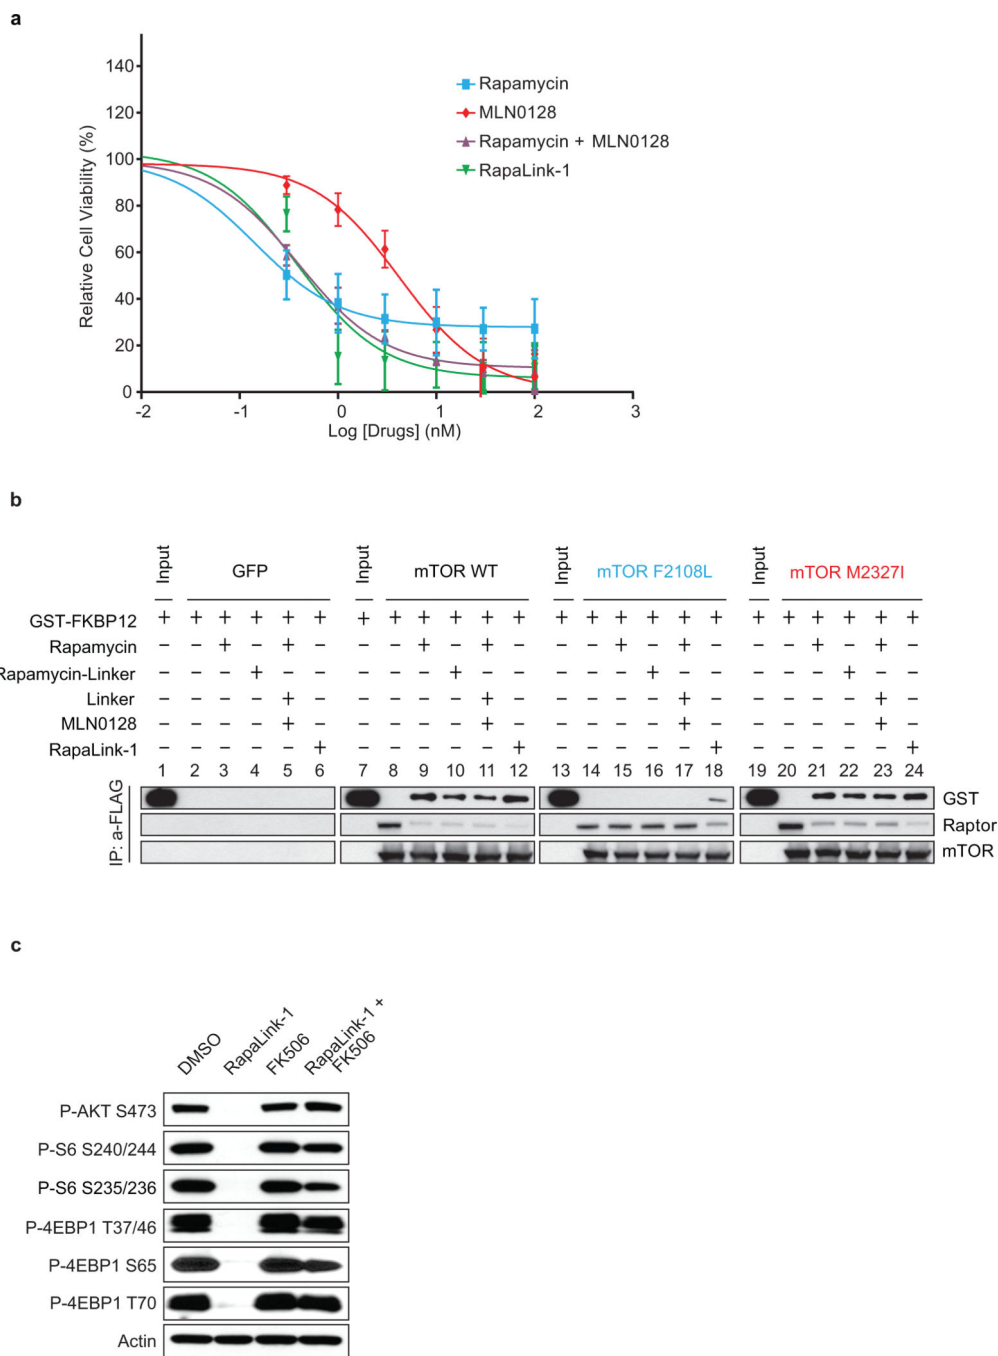 a
140
120
100
80
60
40
20
0
Relative Cell Viability (%)
-2 -1 0 1 2 3
Log [Drugs] (nM)
Rapamycin
MLN0128
Rapamycin + MLN0128
RapaLink-1
b
Input GFP Input mTOR WT Input mTOR F2108L Input mTOR M2327I
GST-FKBP12 + + + + + + + + + + + + + + + + + + + + + + + +
Rapamycin – – + – + – – – + – + – – – + – + – – – + – + –
Rapamycin-Linker – – – + – – – – – + – – – – – + – – – – – + – –
Linker – – – – + – – – – – + – – – – – + – – – – – + –
MLN0128 – – – – + – – – – – + – – – – – + – – – – – + –
RapaLink-1 – – – – – + – – – – – + – – – – – + – – – – – +
1 2 3 4 5 6 7 8 9 10 11 12 13 14 15 16 17 18 19 20 21 22 23 24
IP: a-FLAG
GST
Raptor
mTOR
c
DMSO
RapaLink-1
FK506
RapaLink-1 +
FK506
P-AKT S473
P-S6 S240/244
P-S6 S235/236
P-4EBP1 T37/46
P-4EBP1 S65
P-4EBP1 T70
Actin